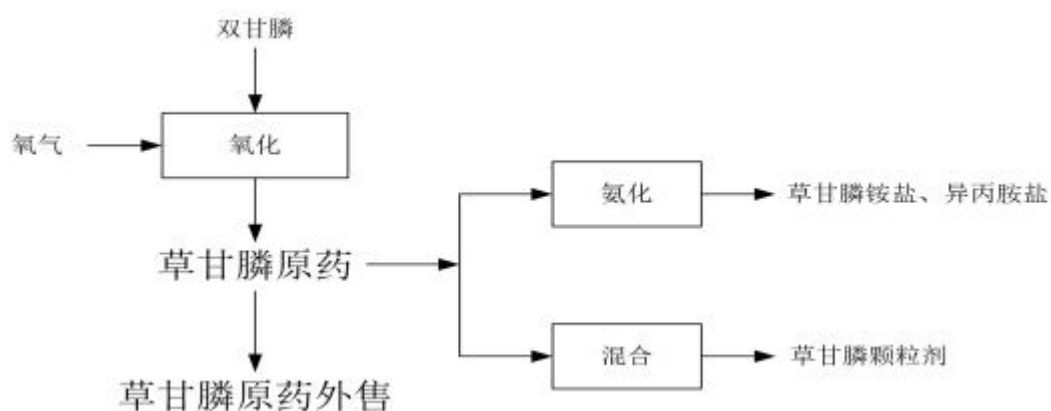 双甘膦
氧气
氧化
氨化
草甘膦铵盐、异丙胺盐
草甘膦原药
混合
草甘膦颗粒剂
草甘膦原药外售